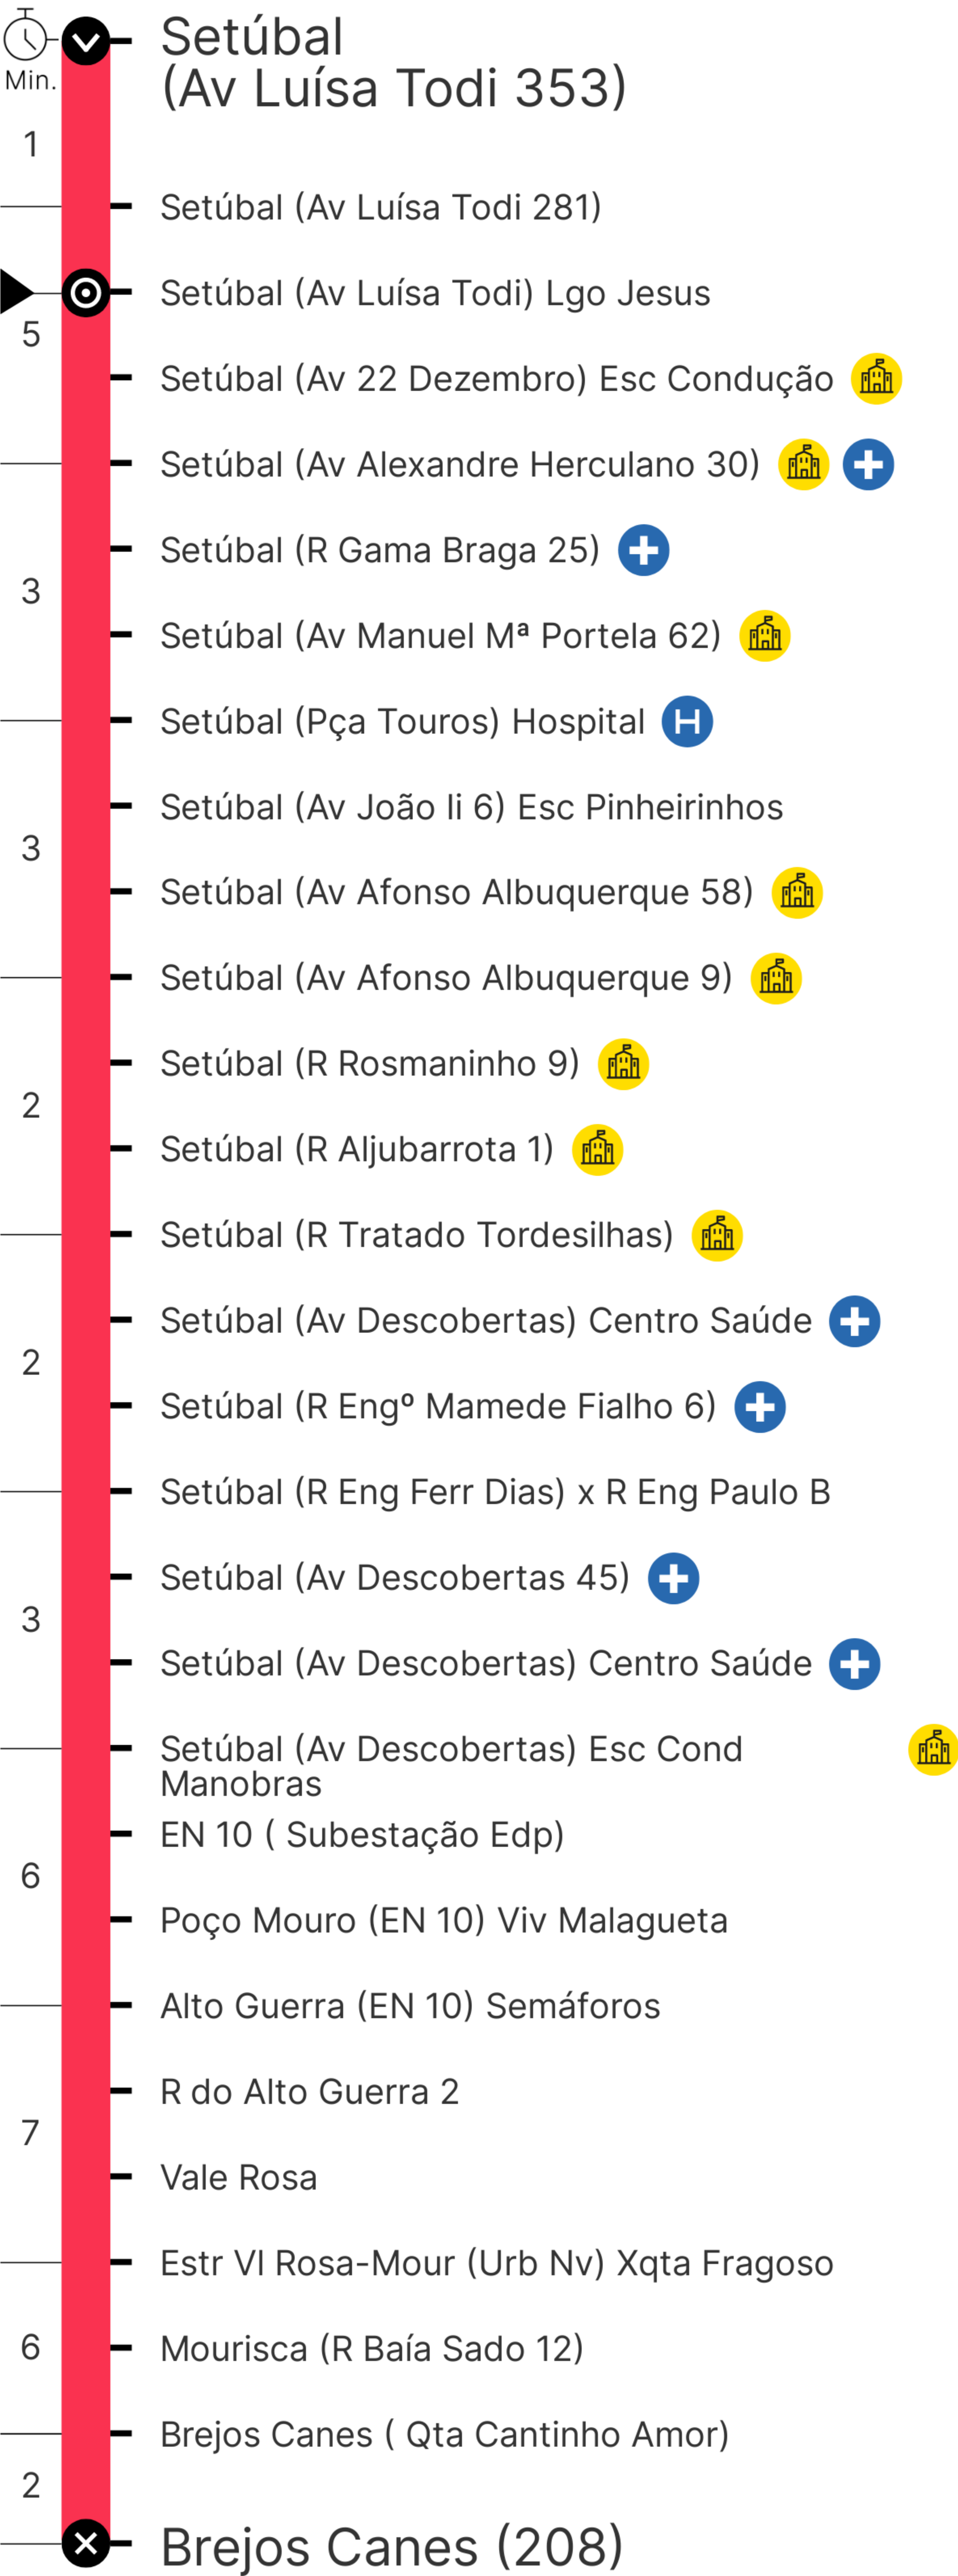 Setúbal
(Av Luísa Todi 353)
Min.
1
Setúbal (Av Luísa Todi 281)
Setúbal (Av Luísa Todi) Lgo Jesus
5
Setúbal (Av 22 Dezembro) Esc Condução
Setúbal (Av Alexandre Herculano 30)
Setúbal (R Gama Braga 25)
3
Setúbal (Av Manuel Mª Portela 62)
Setúbal (Pça Touros) Hospital H
Setúbal (Av João Ii 6) Esc Pinheirinhos
3
Setúbal (Av Afonso Albuquerque 58)
Setúbal (Av Afonso Albuquerque 9)
Setúbal (R Rosmaninho 9)
2
Setúbal (R Aljubarrota 1)
Setúbal (R Tratado Tordesilhas)
Setúbal (Av Descobertas) Centro Saúde
2
Setúbal (R Engº Mamede Fialho 6)
Setúbal (R Eng Ferr Dias) x R Eng Paulo B
Setúbal (Av Descobertas 45)
3
Setúbal (Av Descobertas) Centro Saúde
Setúbal (Av Descobertas) Esc Cond
Manobras
EN 10 ( Subestação Edp)
6
Poço Mouro (EN 10) Viv Malagueta
Alto Guerra (EN 10) Semáforos
R do Alto Guerra 2
7
Vale Rosa
Estr Vl Rosa-Mour (Urb Nv) Xqta Fragoso
6
Mourisca (R Baía Sado 12)
Brejos Canes ( Qta Cantinho Amor)
2
Brejos Canes (208)